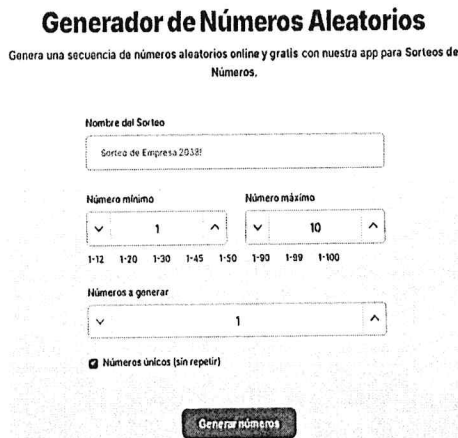 Generador de Números Aleatorios
Genera una secuencia de números aleatorios online y gratis con nuestra app para Sorteos de
Números.
Nombre del Sorteo
Sorteo de Empresa 2038!
Número mínimo Número máximo
1 10
1-12 1-20 1-30 1-45 1-50 1-90 1-99 1-100
Números a generar
1
Números únicos (sin repetir)
Generar números